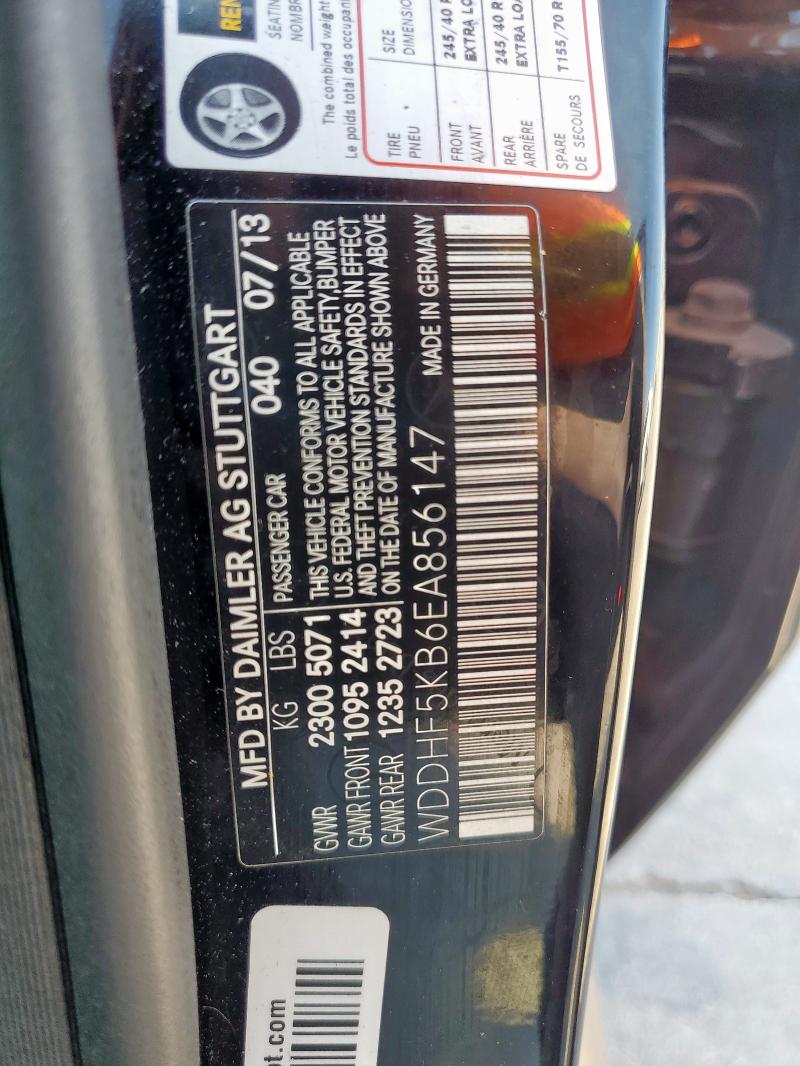 MFD BY DAIMLER AG STUTTGART
040 07/13
KG LBS PASSENGER CAR
GVWR 2300 5071
GAWR FRONT 1095 2414
GAWR REAR 1235 2723
THIS VEHICLE CONFORMS TO ALL APPLICABLE
U.S. FEDERAL MOTOR VEHICLE SAFETY,BUMPER
AND THEFT PREVENTION STANDARDS IN EFFECT
ON THE DATE OF MANUFACTURE SHOWN ABOVE
WDDHF5KB6EA856147 MADE IN GERMANY
The combined weight
Le poids total des occupant
TIRE SIZE
PNEU
FRONT 245/40 R
AVANT EXTRA
REAR 245/40 R
ARRIÈRE EXTRA
SPARE T155/70 R
DE SECOURS